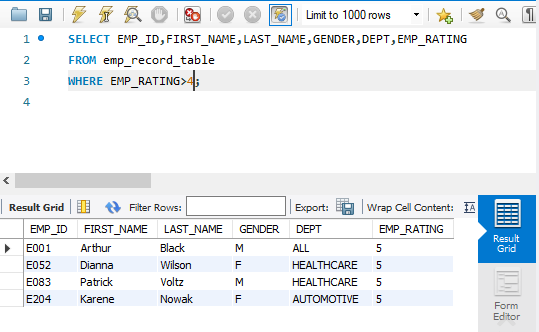 Limit to 1000 rows
1 SELECT EMP_ID,FIRST_NAME,LAST_NAME,GENDER,DEPT,EMP_RATING
2 FROM emp_record_table
3 WHERE EMP_RATING>4;
4
Result Grid Filter Rows: Export: Wrap Cell Content:
EMP_ID FIRST_NAME LAST_NAME GENDER DEPT EMP_RATING
E001 Arthur Black M ALL 5
E052 Dianna Wilson F HEALTHCARE 5
E083 Patrick Voltz M HEALTHCARE 5
E204 Karene Nowak F AUTOMOTIVE 5
Result
Grid
Form
Editor